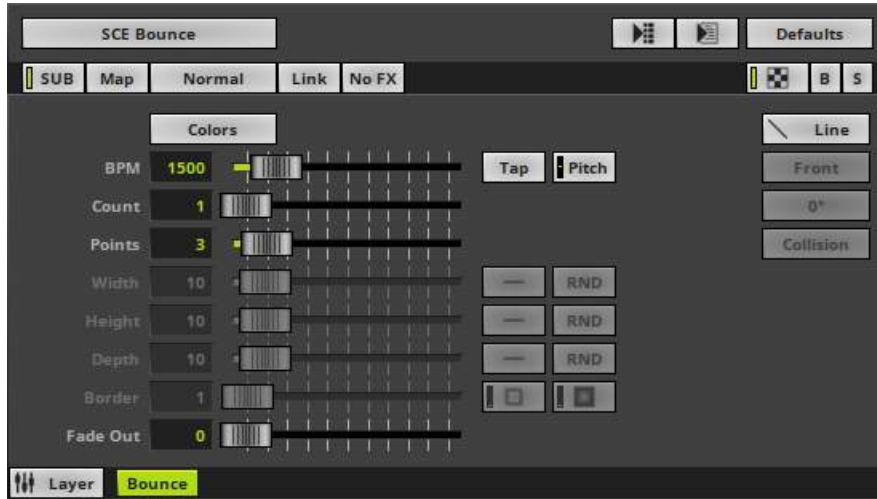 SCE Bounce Defaults
SUB Map Normal Link No FX B S
Colors Line
BPM 1500 Tap Pitch Front
Count 1 0°
Points 3 Collision
Width 10 RND
Height 10 RND
Depth 10 RND
Border 1
Fade Out 0
Layer Bounce